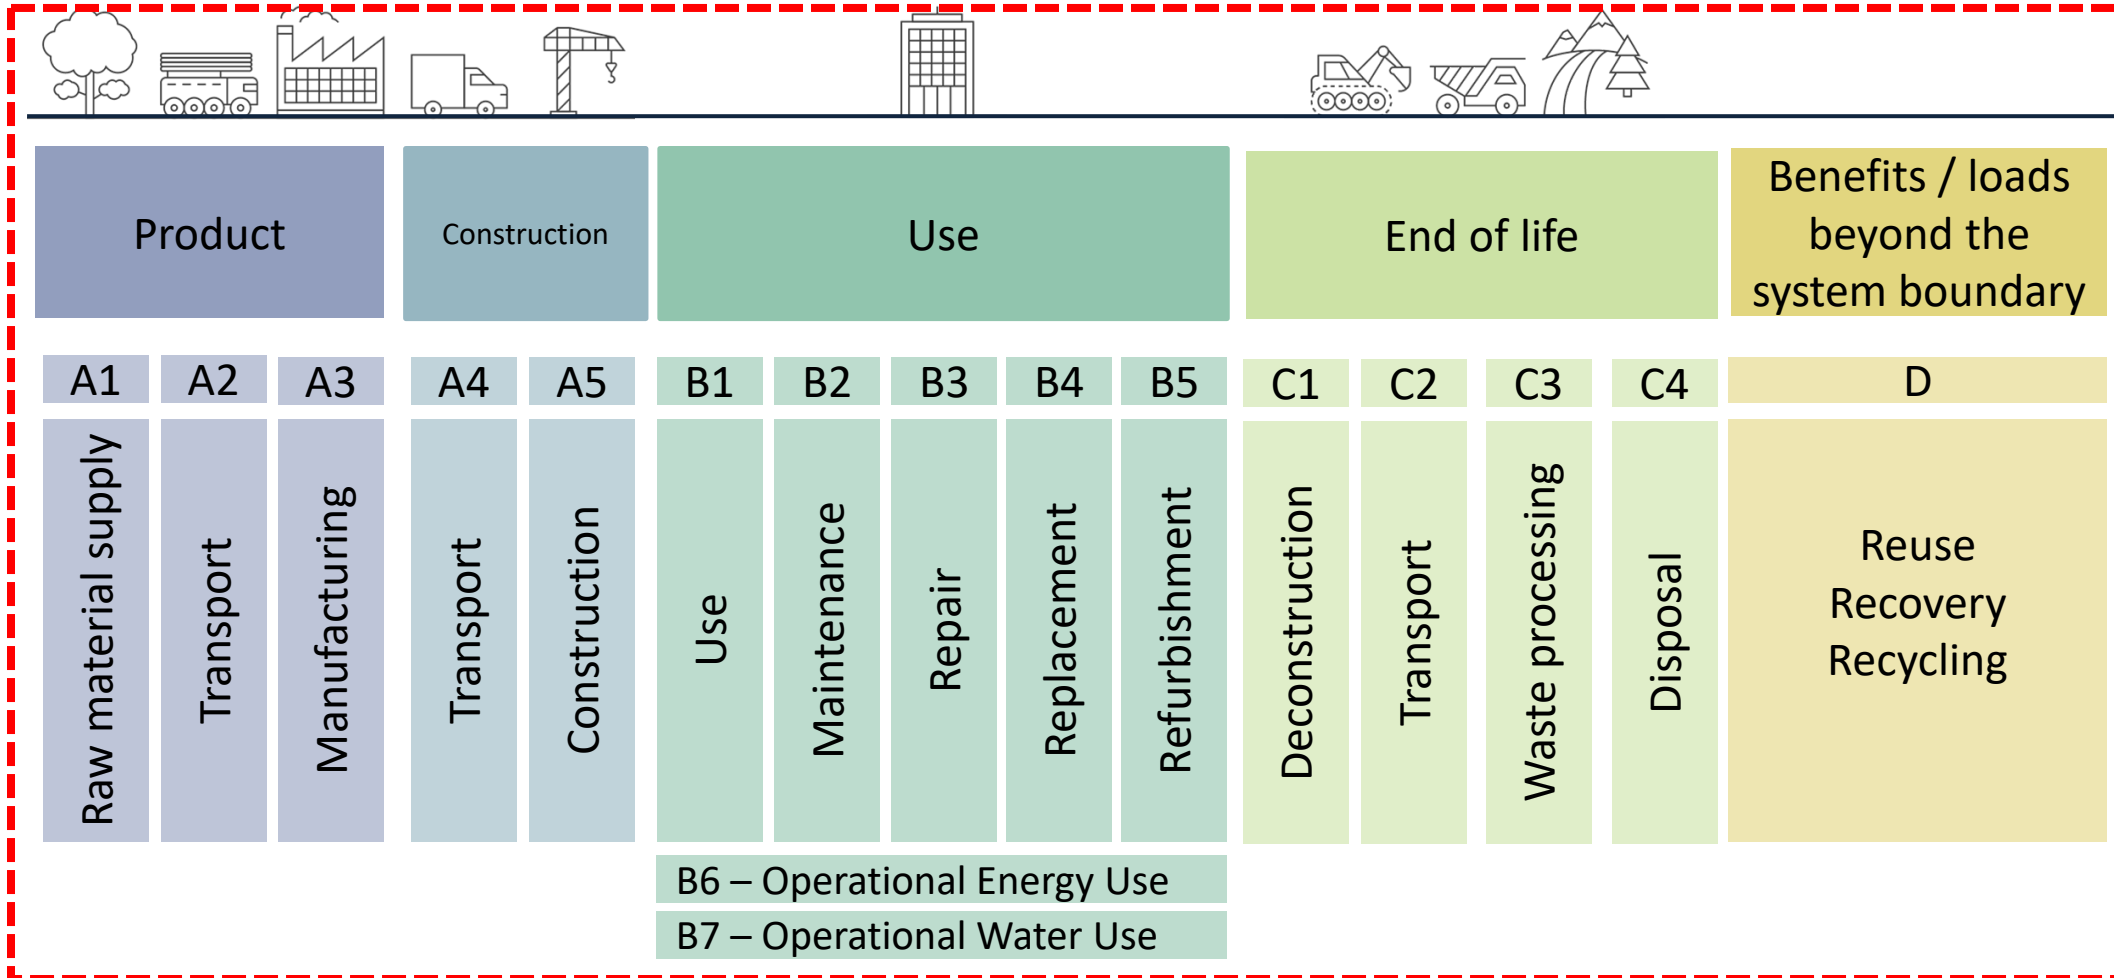 Product
Construction
Use
End of life
Benefits / loads
beyond the
system boundary
A1
A2
A3
A4
A5
B1
B2
B3
B4
B5
C1
C2
C3
C4
D
Raw material supply
Transport
Manufacturing
Transport
Construction
Use
Maintenance
Repair
Replacement
Refurbishment
Deconstruction
Transport
Waste processing
Disposal
Reuse
Recovery
Recycling
B6 – Operational Energy Use
B7 – Operational Water Use